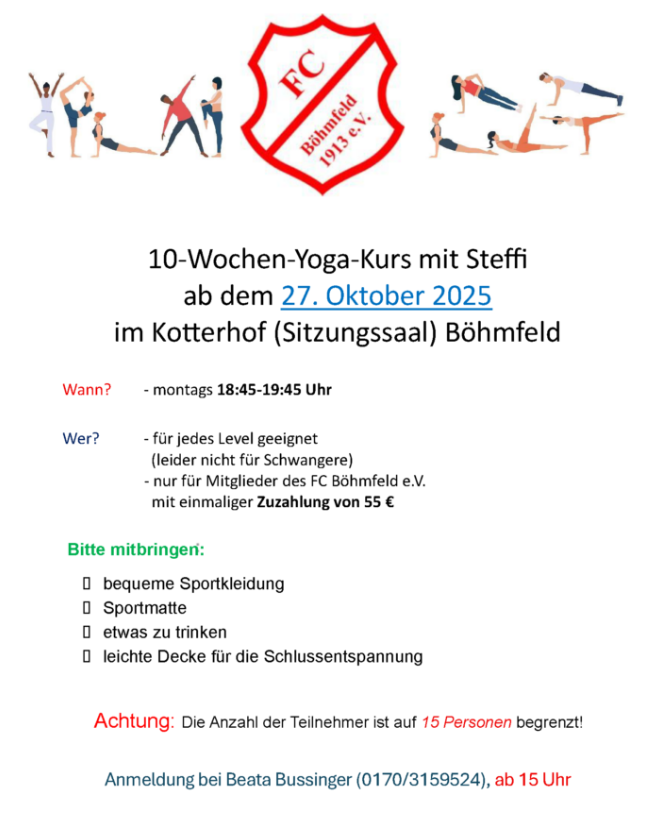 FC
Böhmfeld
1913 e.V.
10-Wochen-Yoga-Kurs mit Steffi
ab dem 27. Oktober 2025
im Kotterhof (Sitzungssaal) Böhmfeld
Wann? - montags 18:45-19:45 Uhr
Wer? - für jedes Level geeignet
(leider nicht für Schwangere)
- nur für Mitglieder des FC Böhmfeld e.V.
mit einmaliger Zuzahlung von 55 €
Bitte mitbringen:
▯ bequeme Sportkleidung
▯ Sportmatte
▯ etwas zu trinken
▯ leichte Decke für die Schlussentspannung
Achtung: Die Anzahl der Teilnehmer ist auf 15 Personen begrenzt!
Anmeldung bei Beata Bussinger (0170/3159524), ab 15 Uhr